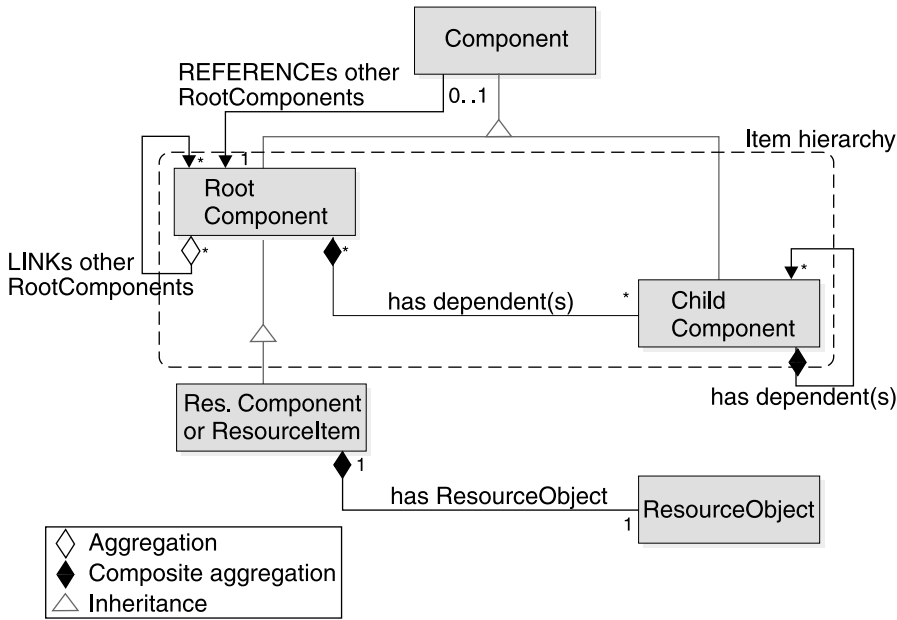 Component
REFERENCEs other
RootComponents
0..1
Item hierarchy
*
1
Root
Component
*
*
LINKs other
RootComponents
has dependent(s)
*
*
Child
Component
has dependent(s)
Res. Component
or ResourceItem
1
has ResourceObject
1
ResourceObject
Aggregation
Composite aggregation
Inheritance